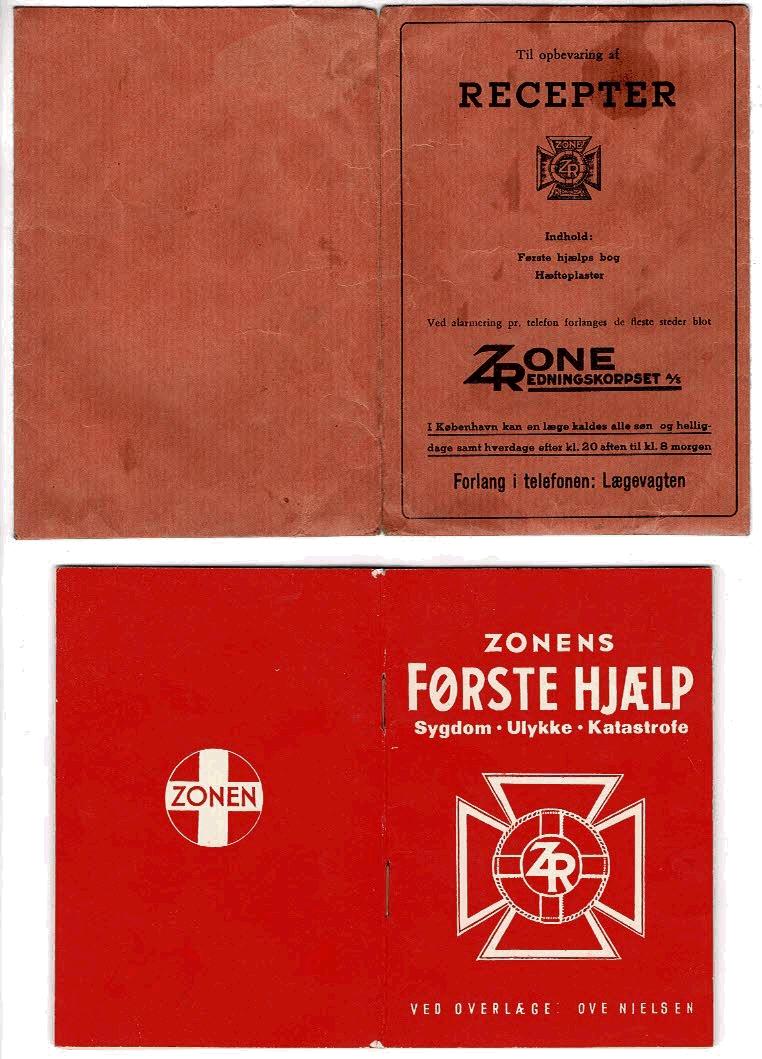 Til opbevaring af
RECEPTER
ZONE
ZR
Indhold:
Første hjælps bog
Hæfteplaster
Ved alarmering pr, telefon forlanges de fleste steder blot
ZONE
REDNINGSKORPSET A/S
I København kan en læge kaldes alle søn og hellig-
dage samt hverdage efter kl. 20 aften til kl. 8 morgen
Forlang i telefonen: Lægevagten
ZONENS
FØRSTE HJÆLP
Sygdom · Ulykke · Katastrofe
ZONEN
ZR
VED OVERLÆGE: OVE NIELSEN